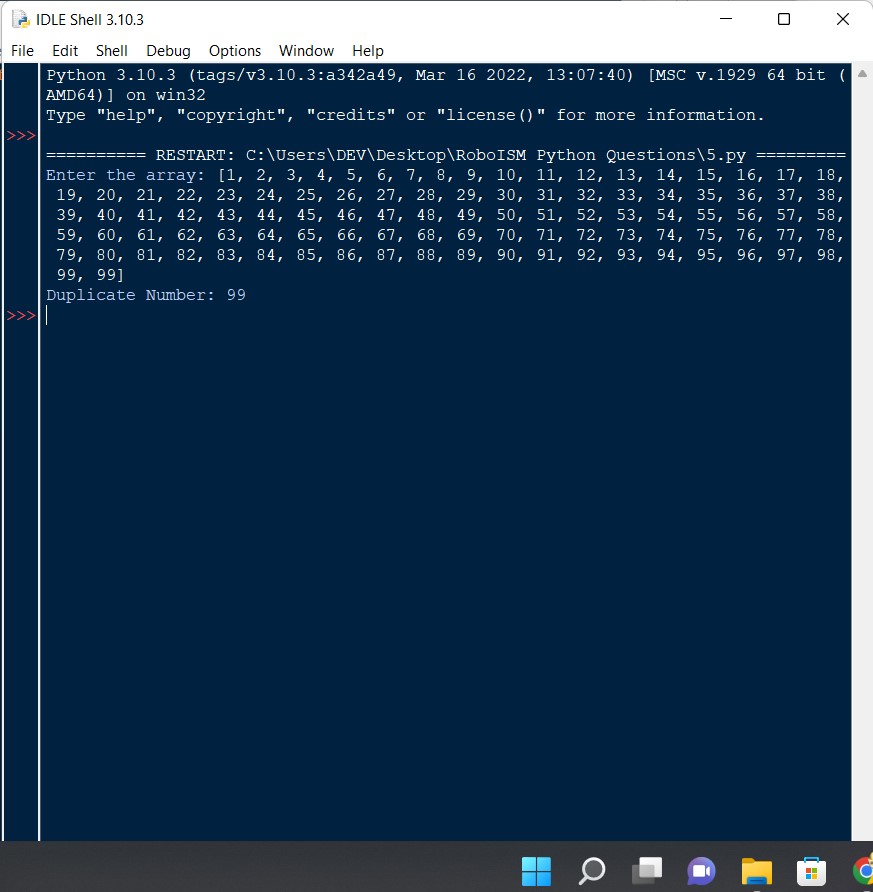 IDLE Shell 3.10.3
File Edit Shell Debug Options Window Help
Python 3.10.3 (tags/v3.10.3:a342a49, Mar 16 2022, 13:07:40) [MSC v.1929 64 bit (
AMD64)] on win32
Type "help", "copyright", "credits" or "license()" for more information.
>>>
========== RESTART: C:\Users\DEV\Desktop\RoboISM Python Questions\5.py =========
Enter the array: [1, 2, 3, 4, 5, 6, 7, 8, 9, 10, 11, 12, 13, 14, 15, 16, 17, 18,
19, 20, 21, 22, 23, 24, 25, 26, 27, 28, 29, 30, 31, 32, 33, 34, 35, 36, 37, 38,
39, 40, 41, 42, 43, 44, 45, 46, 47, 48, 49, 50, 51, 52, 53, 54, 55, 56, 57, 58,
59, 60, 61, 62, 63, 64, 65, 66, 67, 68, 69, 70, 71, 72, 73, 74, 75, 76, 77, 78,
79, 80, 81, 82, 83, 84, 85, 86, 87, 88, 89, 90, 91, 92, 93, 94, 95, 96, 97, 98,
99, 99]
Duplicate Number: 99
>>>